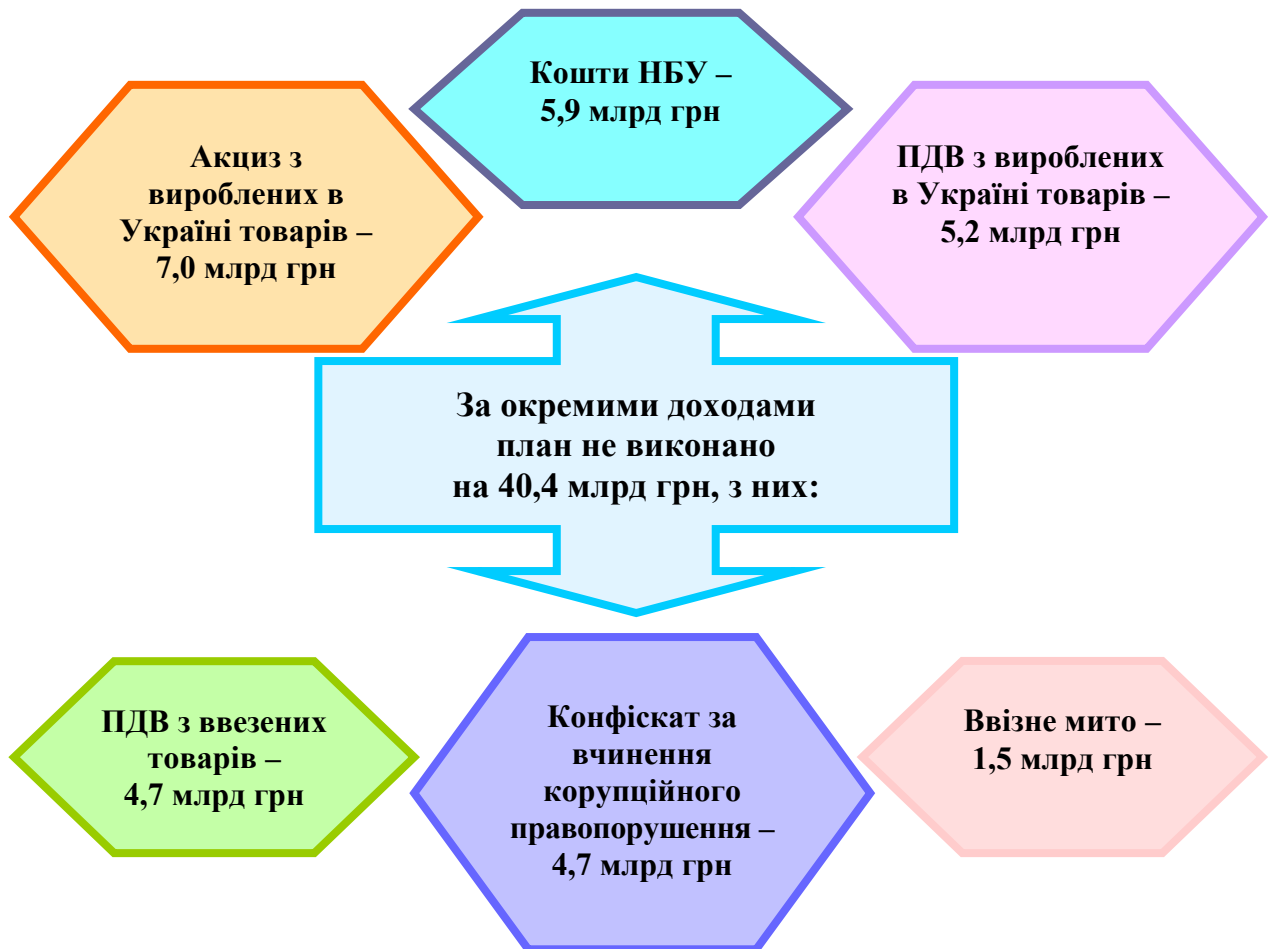 Кошти НБУ –
5,9 млрд грн
Акциз з
вироблених в
Україні товарів –
7,0 млрд грн
ПДВ з вироблених
в Україні товарів –
5,2 млрд грн
За окремими доходами
план не виконано
на 40,4 млрд грн, з них:
ПДВ з ввезених
товарів –
4,7 млрд грн
Конфіскат за
вчинення
корупційного
правопорушення –
4,7 млрд грн
Ввізне мито –
1,5 млрд грн